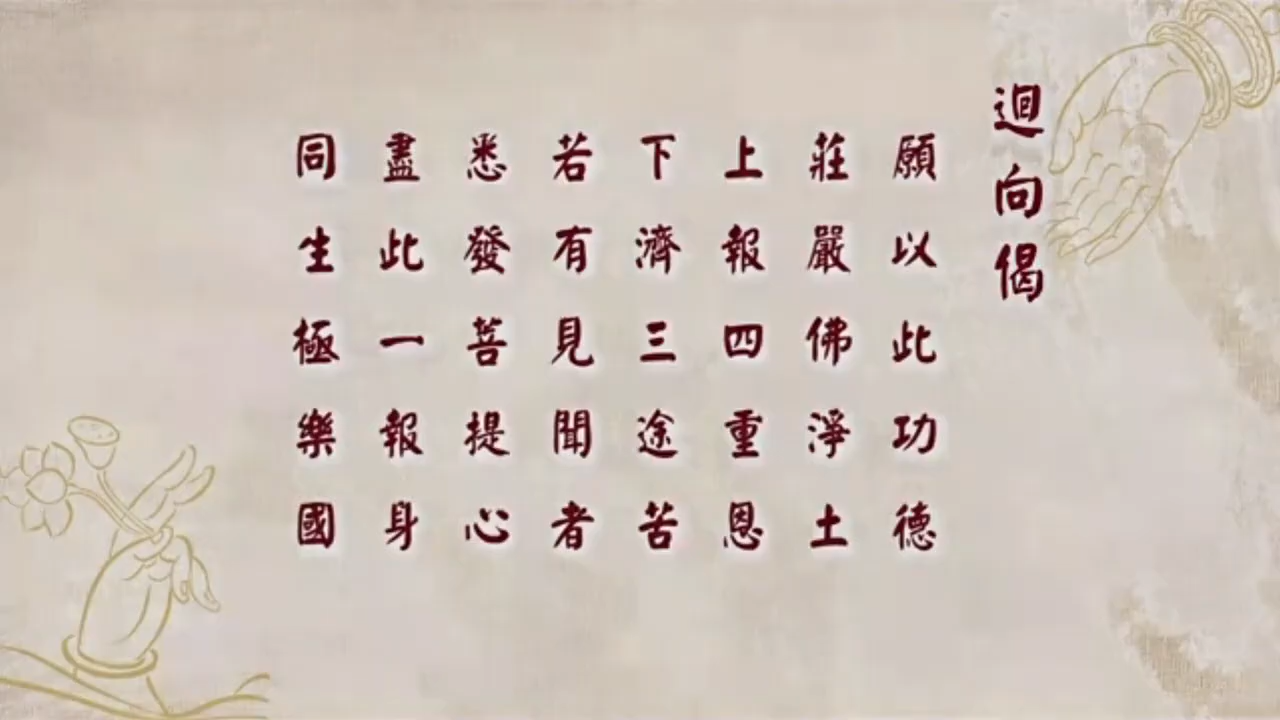 迴向偈
願以此功德
莊嚴佛淨土
上報四重恩
下濟三途苦
若有見聞者
悉發菩提心
盡此一報身
同生極樂國